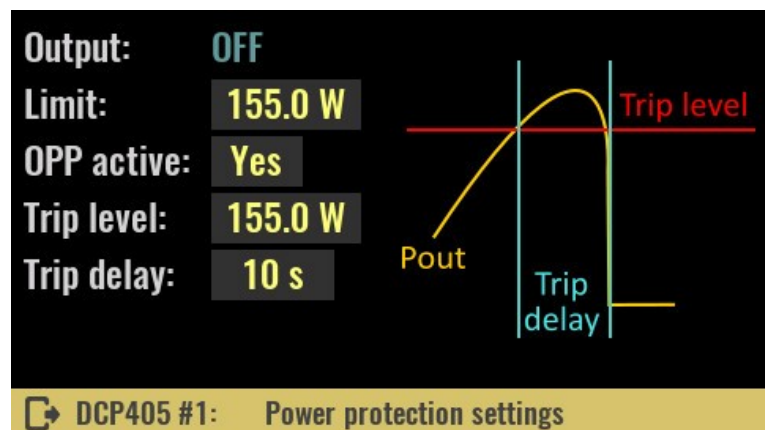 Output: OFF
Limit: 155.0 W
OPP active: Yes
Trip level: 155.0 W
Trip delay: 10 s
Trip level
Pout
Trip
delay
DCP405 #1: Power protection settings